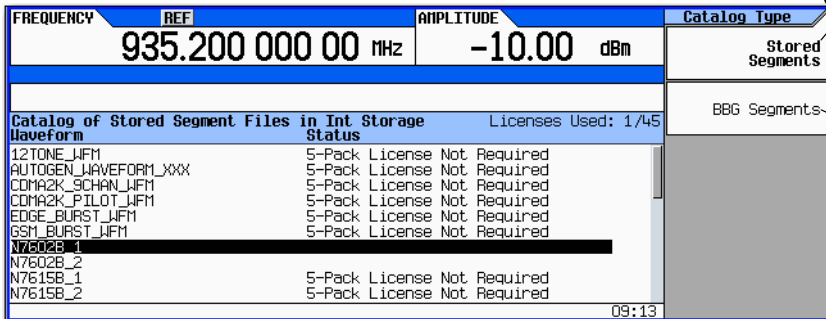 FREQUENCY REF AMPLITUDE Catalog Type
935.200 000 00 MHz -10.00 dBm
Stored
Segments
BBG Segments
Catalog of Stored Segment Files in Int Storage Licenses Used: 1/45
Waveform Status
12TONE_WFM 5-Pack License Not Required
AUTOGEN_WAVEFORM_XXX 5-Pack License Not Required
CDMA2K_9CHAN_WFM 5-Pack License Not Required
CDMA2K_PILOT_WFM 5-Pack License Not Required
EDGE_BURST_WFM 5-Pack License Not Required
GSM_BURST_WFM 5-Pack License Not Required
N7602B_1
N7602B_2
N7615B_1 5-Pack License Not Required
N7615B_2 5-Pack License Not Required
09:13